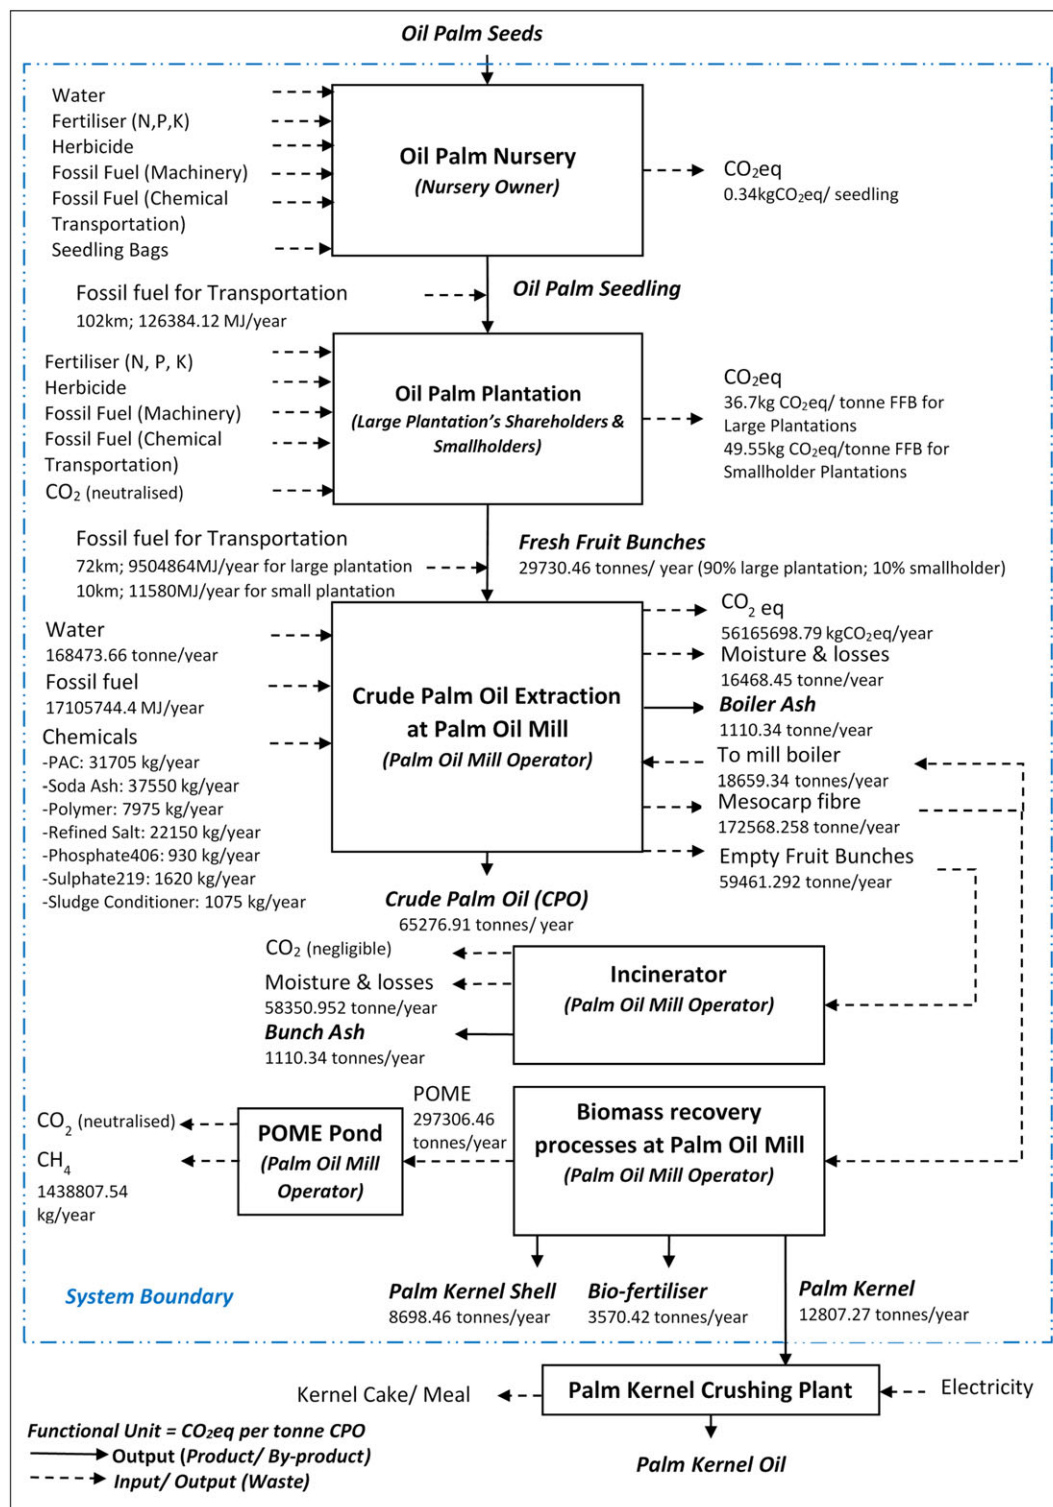 Oil Palm Seeds
Water
Fertiliser (N,P,K)
Herbicide
Fossil Fuel (Machinery)
Fossil Fuel (Chemical
Transportation)
Seedling Bags
Oil Palm Nursery
(Nursery Owner)
CO₂eq
0.34kgCO₂eq/ seedling
Fossil fuel for Transportation
102km; 126384.12 MJ/year
Oil Palm Seedling
Fertiliser (N, P, K)
Herbicide
Fossil Fuel (Machinery)
Fossil Fuel (Chemical
Transportation)
CO₂ (neutralised)
Oil Palm Plantation
(Large Plantation's Shareholders &
Smallholders)
CO₂eq
36.7kg CO₂eq/ tonne FFB for
Large Plantations
49.55kg CO₂eq/tonne FFB for
Smallholder Plantations
Fossil fuel for Transportation
72km; 9504864MJ/year for large plantation
10km; 11580MJ/year for small plantation
Fresh Fruit Bunches
29730.46 tonnes/ year (90% large plantation; 10% smallholder)
Water
168473.66 tonne/year
Fossil fuel
17105744.4 MJ/year
Chemicals
-PAC: 31705 kg/year
-Soda Ash: 37550 kg/year
-Polymer: 7975 kg/year
-Refined Salt: 22150 kg/year
-Phosphate406: 930 kg/year
-Sulphate219: 1620 kg/year
-Sludge Conditioner: 1075 kg/year
Crude Palm Oil Extraction
at Palm Oil Mill
(Palm Oil Mill Operator)
CO₂ eq
56165698.79 kgCO₂eq/year
Moisture & losses
16468.45 tonne/year
Boiler Ash
1110.34 tonne/year
To mill boiler
18659.34 tonnes/year
Mesocarp fibre
172568.258 tonne/year
Empty Fruit Bunches
59461.292 tonne/year
Crude Palm Oil (CPO)
65276.91 tonnes/ year
CO₂ (negligible)
Moisture & losses
58350.952 tonne/year
Bunch Ash
1110.34 tonnes/year
Incinerator
(Palm Oil Mill Operator)
POME
297306.46
tonnes/year
Biomass recovery
processes at Palm Oil Mill
(Palm Oil Mill Operator)
CO₂ (neutralised)
CH₄
1438807.54
kg/year
POME Pond
(Palm Oil Mill
Operator)
Palm Kernel Shell
8698.46 tonnes/year
Bio-fertiliser
3570.42 tonnes/year
Palm Kernel
12807.27 tonnes/year
System Boundary
Kernel Cake/ Meal
Palm Kernel Crushing Plant
Electricity
Functional Unit = CO₂eq per tonne CPO
Output (Product/ By-product)
Input/ Output (Waste)
Palm Kernel Oil